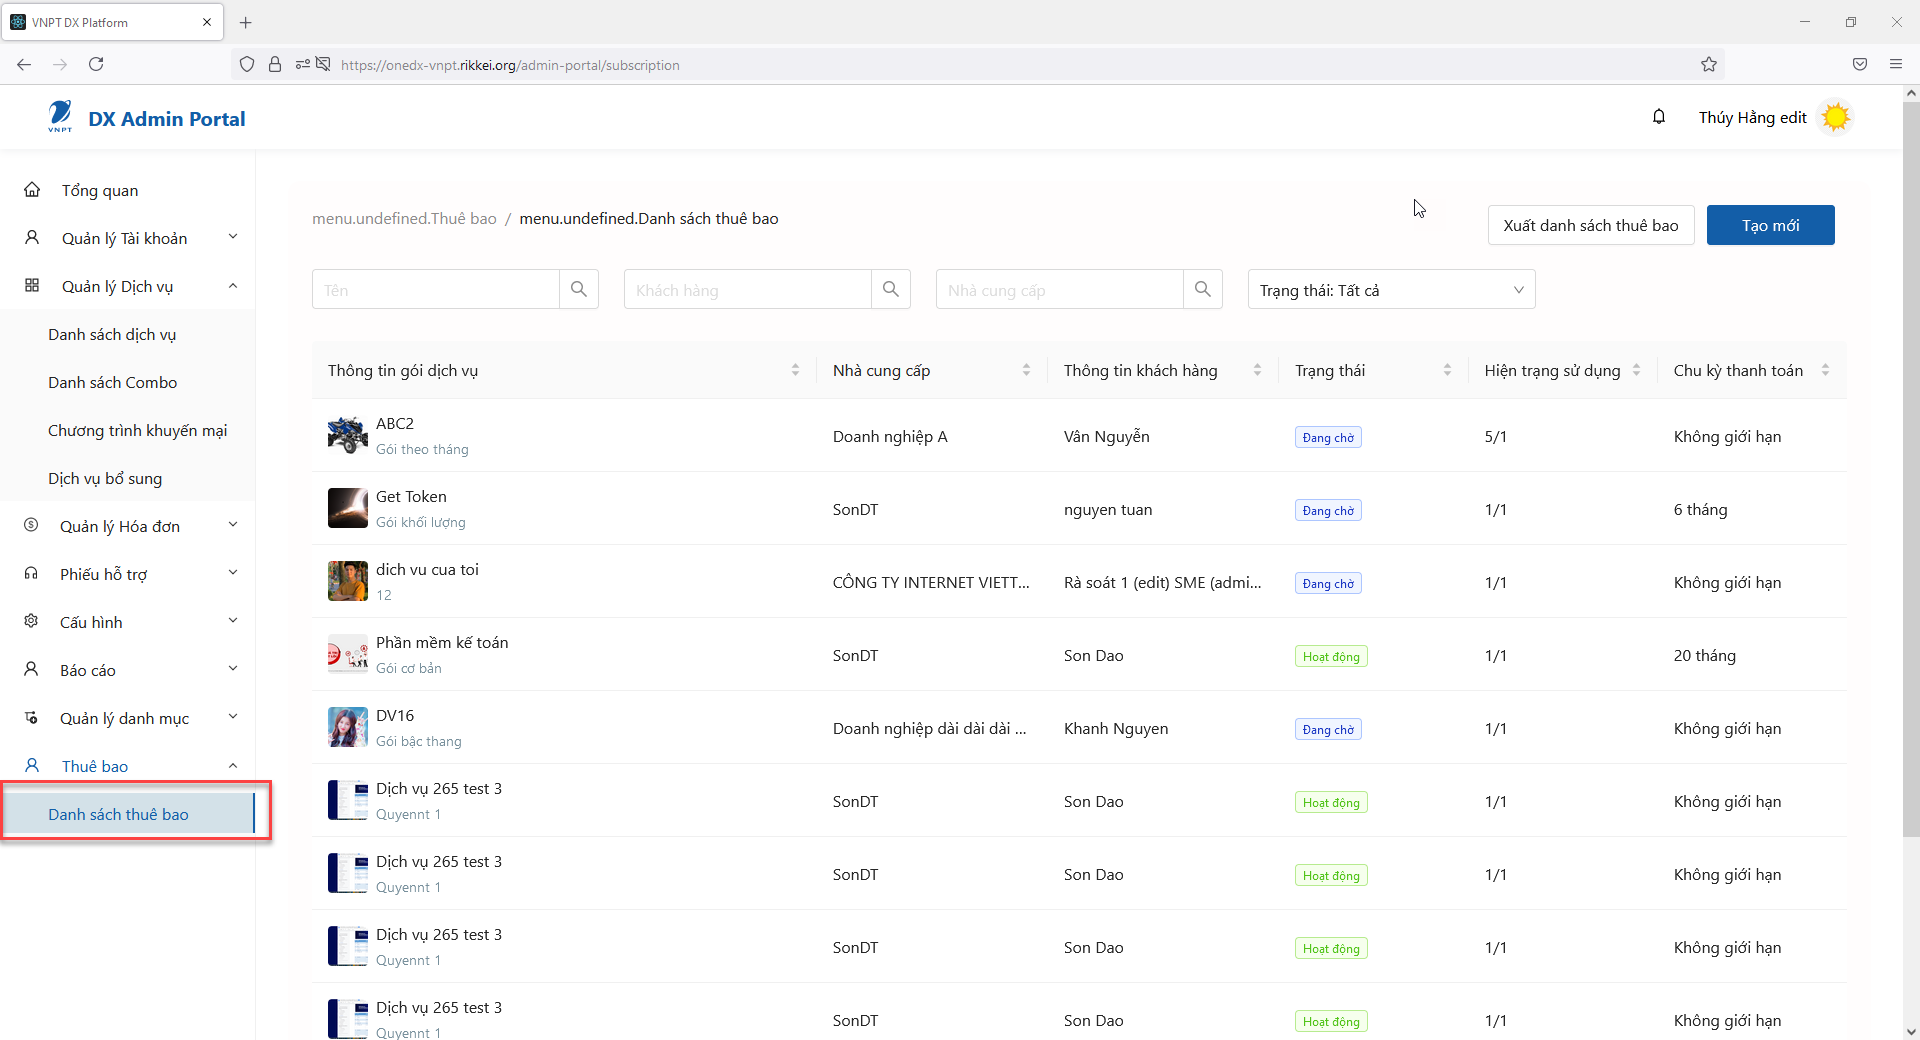 VNPT DX Platform
https://onedx-vnpt.rikkei.org/admin-portal/subscription
VNPT
DX Admin Portal
Thúy Hằng edit
Tổng quan
Quản lý Tài khoản
Quản lý Dịch vụ
Danh sách dịch vụ
Danh sách Combo
Chương trình khuyến mại
Dịch vụ bổ sung
Quản lý Hóa đơn
Phiếu hỗ trợ
Cấu hình
Báo cáo
Quản lý danh mục
Thuê bao
Danh sách thuê bao
menu.undefined.Thuê bao / menu.undefined.Danh sách thuê bao
Xuất danh sách thuê bao
Tạo mới
Tên
Khách hàng
Nhà cung cấp
Trạng thái: Tất cả
Thông tin gói dịch vụ Nhà cung cấp Thông tin khách hàng Trạng thái Hiện trạng sử dụng Chu kỳ thanh toán
ABC2
Gói theo tháng
Doanh nghiệp A Vân Nguyễn Đang chờ 5/1 Không giới hạn
Get Token
Gói khối lượng
SonDT nguyen tuan Đang chờ 1/1 6 tháng
dich vu cua toi
12
CÔNG TY INTERNET VIETT... Rà soát 1 (edit) SME (admi... Đang chờ 1/1 Không giới hạn
Phần mềm kế toán
Gói cơ bản
SonDT Son Dao Hoạt động 1/1 20 tháng
DV16
Gói bậc thang
Doanh nghiệp dài dài dài ... Khanh Nguyen Đang chờ 1/1 Không giới hạn
Dịch vụ 265 test 3
Quyennt 1
SonDT Son Dao Hoạt động 1/1 Không giới hạn
Dịch vụ 265 test 3
Quyennt 1
SonDT Son Dao Hoạt động 1/1 Không giới hạn
Dịch vụ 265 test 3
Quyennt 1
SonDT Son Dao Hoạt động 1/1 Không giới hạn
Dịch vụ 265 test 3
Quyennt 1
SonDT Son Dao Hoạt động 1/1 Không giới hạn